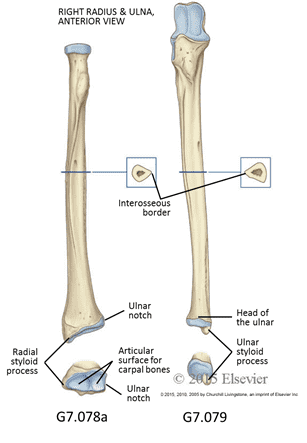 RIGHT RADIUS & ULNA,
ANTERIOR VIEW
Interosseous
border
Ulnar
notch
Head of
the ulnar
Radial
styloid
process
Articular
surface for
carpal bones
Ulnar
styloid
process
Ulnar
notch
© 2015 Elsevier
© 2015, 2010, 2005 by Churchill Livingstone, an imprint of Elsevier Inc.
G7.078a
G7.079